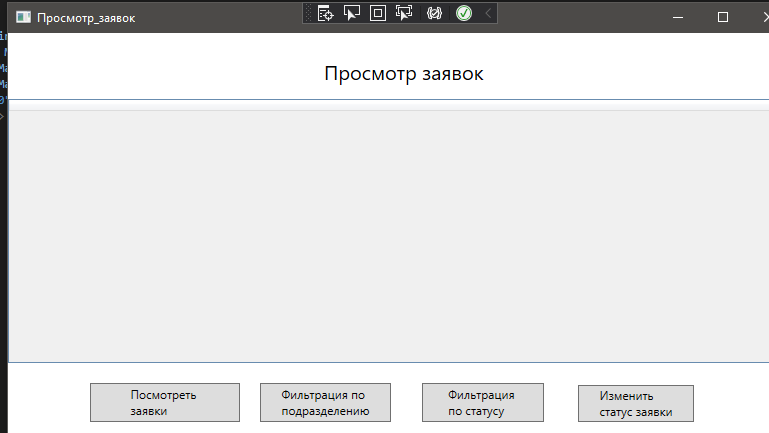 Просмотр_заявок
Просмотр заявок
Посмотреть
заявки
Фильтрация по
подразделению
Фильтрация
по статусу
Изменить
статус заявки